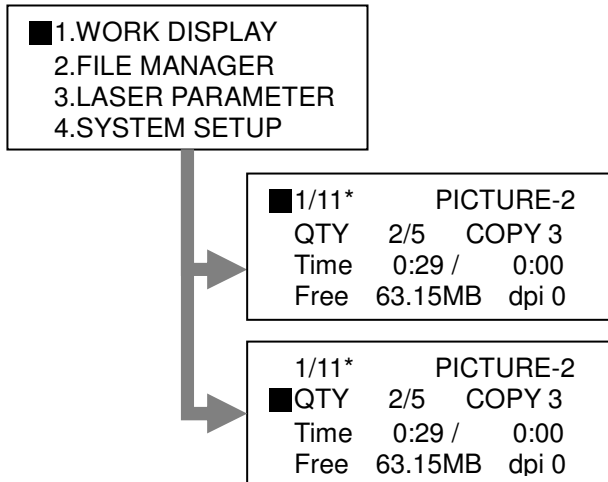 1.WORK DISPLAY
2.FILE MANAGER
3.LASER PARAMETER
4.SYSTEM SETUP
1/11* PICTURE-2
QTY 2/5 COPY 3
Time 0:29 / 0:00
Free 63.15MB dpi 0
1/11* PICTURE-2
QTY 2/5 COPY 3
Time 0:29 / 0:00
Free 63.15MB dpi 0